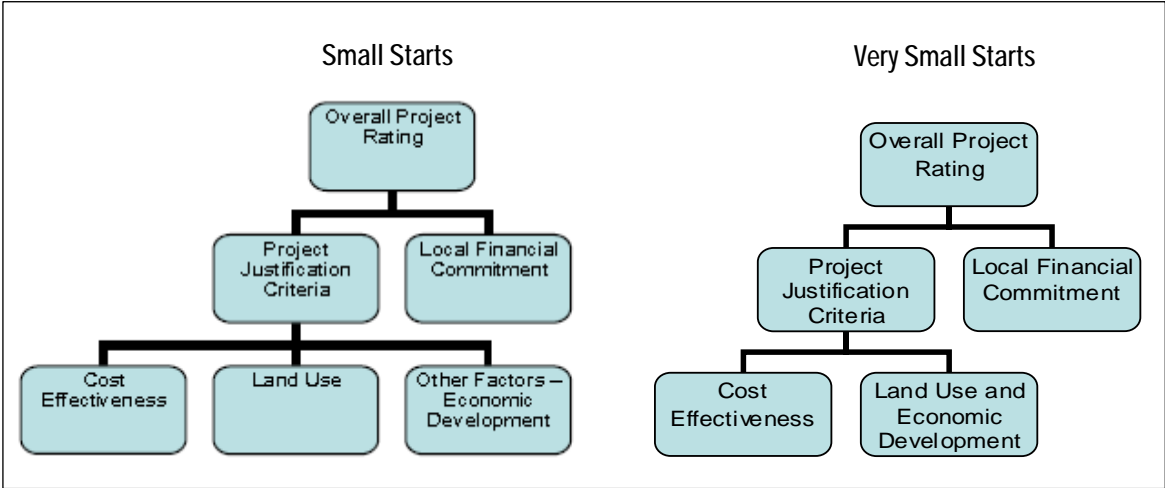 Small Starts
Overall Project
Rating
Project
Justification
Criteria
Local Financial
Commitment
Cost
Effectiveness
Land Use
Other Factors –
Economic
Development
Very Small Starts
Overall Project
Rating
Project
Justification
Criteria
Local Financial
Commitment
Cost
Effectiveness
Land Use and
Economic
Development